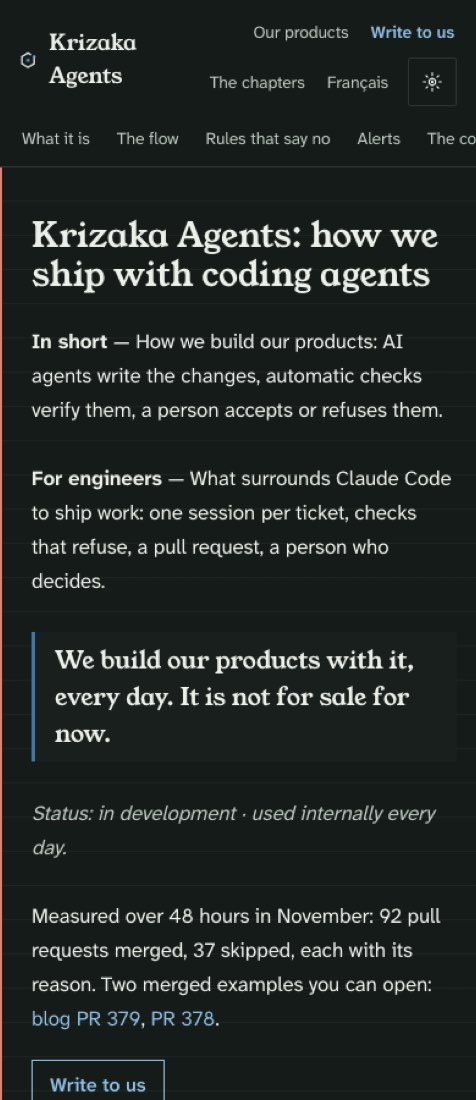 Krizaka
Agents
Our products
Write to us
The chapters
Français
What it is
The flow
Rules that say no
Alerts
The co
Krizaka Agents: how we
ship with coding agents
In short — How we build our products: AI
agents write the changes, automatic checks
verify them, a person accepts or refuses them.
For engineers — What surrounds Claude Code
to ship work: one session per ticket, checks
that refuse, a pull request, a person who
decides.
We build our products with it,
every day. It is not for sale for
now.
Status: in development · used internally every
day.
Measured over 48 hours in November: 92 pull
requests merged, 37 skipped, each with its
reason. Two merged examples you can open:
blog PR 379, PR 378.
Write to us